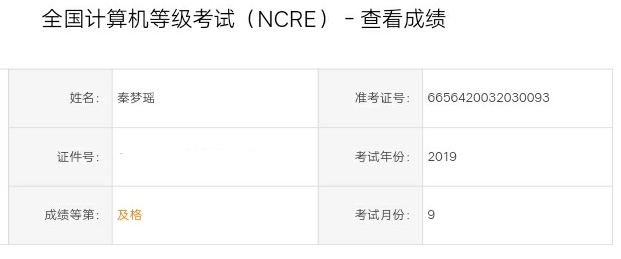 全国计算机等级考试（NCRE） - 查看成绩
姓名： 秦梦瑶 准考证号： 6656420032030093
证件号： 考试年份： 2019
成绩等第： 及格 考试月份： 9